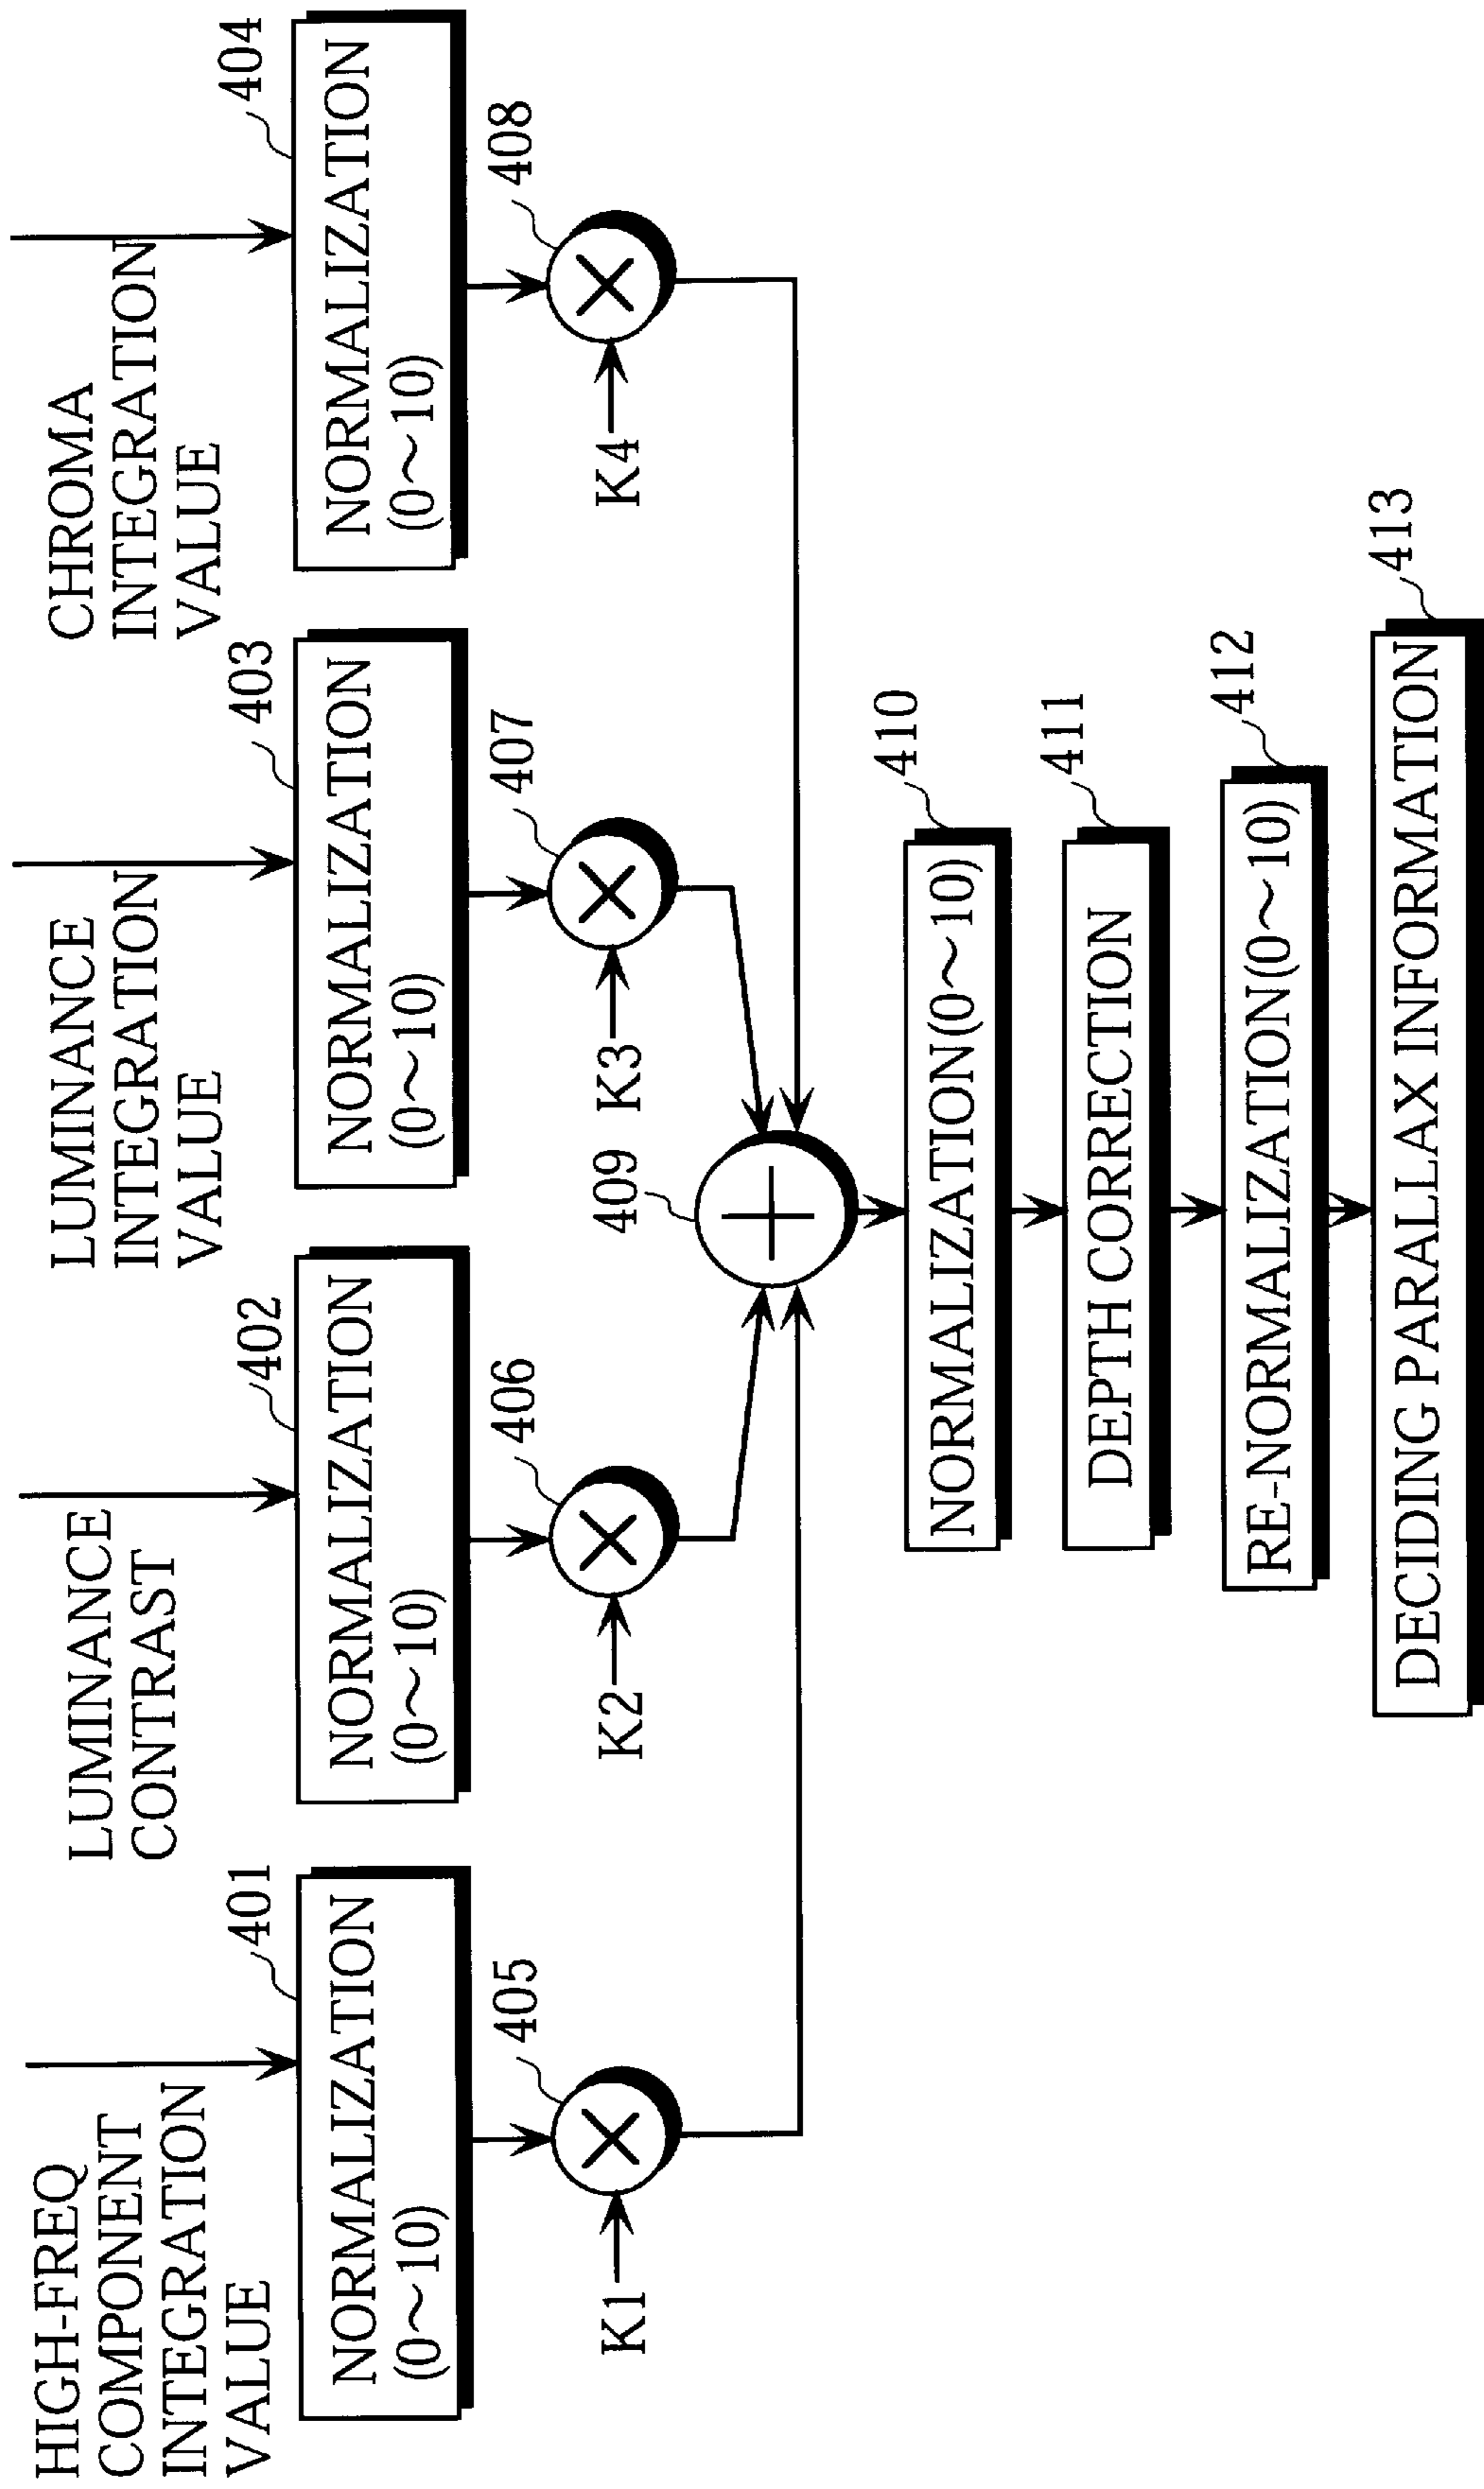 HIGH-FREQ
COMPONENT
INTEGRATION
VALUE
401
NORMALIZATION
(0~10)
405
K1
LUMINANCE
CONTRAST
402
NORMALIZATION
(0~10)
406
K2
LUMINANCE
INTEGRATION
VALUE
403
NORMALIZATION
(0~10)
407
K3
CHROMA
INTEGRATION
VALUE
404
NORMALIZATION
(0~10)
408
K4
409
410
NORMALIZATION(0~10)
411
DEPTH CORRECTION
412
RE-NORMALIZATION(0~10)
413
DECIDING PARALLAX INFORMATION